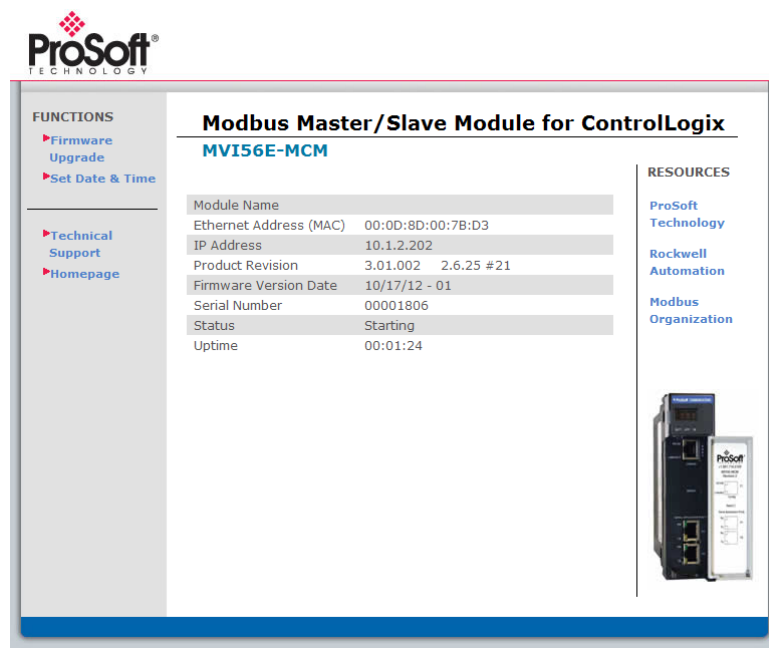 ProSoft®
TECHNOLOGY
FUNCTIONS
Firmware
Upgrade
Set Date & Time
Technical
Support
Homepage
Modbus Master/Slave Module for ControlLogix
MVI56E-MCM
Module Name
Ethernet Address (MAC) 00:0D:8D:00:7B:D3
IP Address 10.1.2.202
Product Revision 3.01.002 2.6.25 #21
Firmware Version Date 10/17/12 - 01
Serial Number 00001806
Status Starting
Uptime 00:01:24
RESOURCES
ProSoft
Technology
Rockwell
Automation
Modbus
Organization
ProSoft